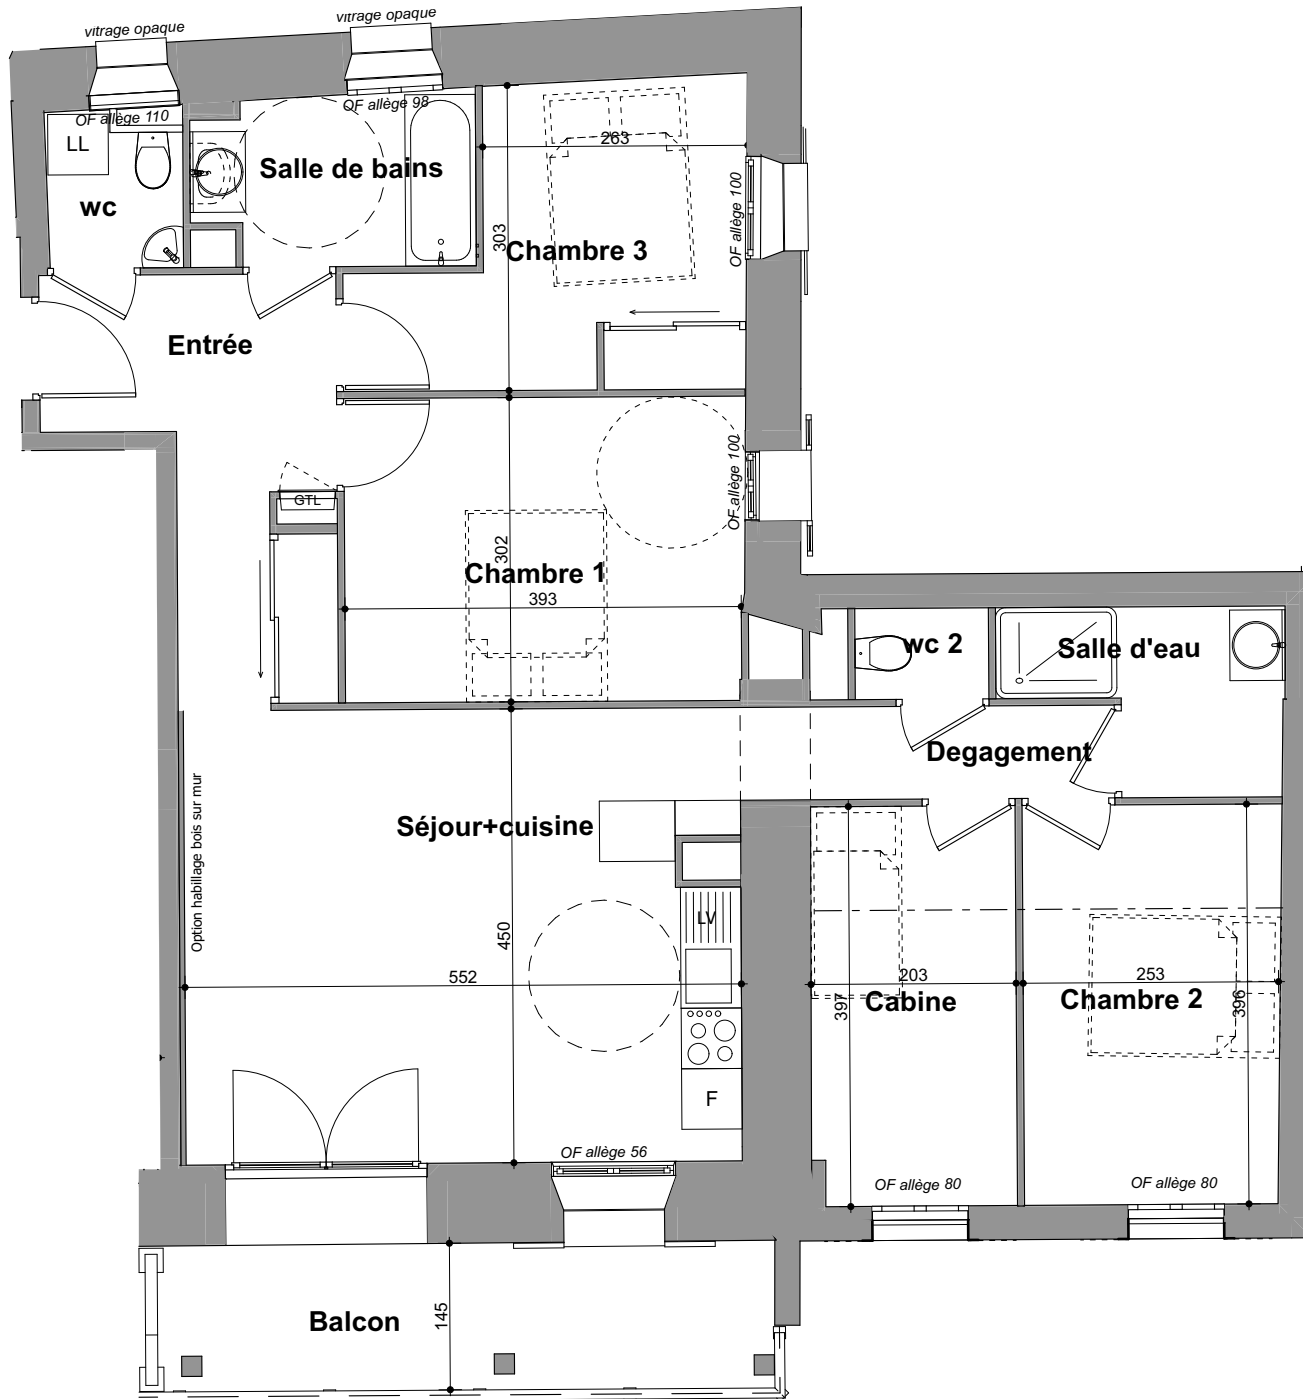 vitrage opaque
vitrage opaque
OF allège 110
OF allège 98
LL
263
Salle de bains
wc
OF allège 100
303
Chambre 3
Entrée
OF allège 100
GTL
302
Chambre 1
393
wc 2
Salle d'eau
Degagement
Option habillage bois sur mur
Séjour+cuisine
LV
450
552
203
253
397
Cabine
Chambre 2
396
F
OF allège 56
OF allège 80
OF allège 80
145
Balcon